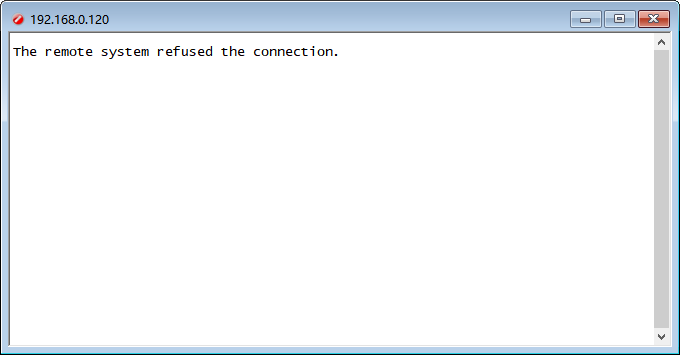 192.168.0.120
The remote system refused the connection.